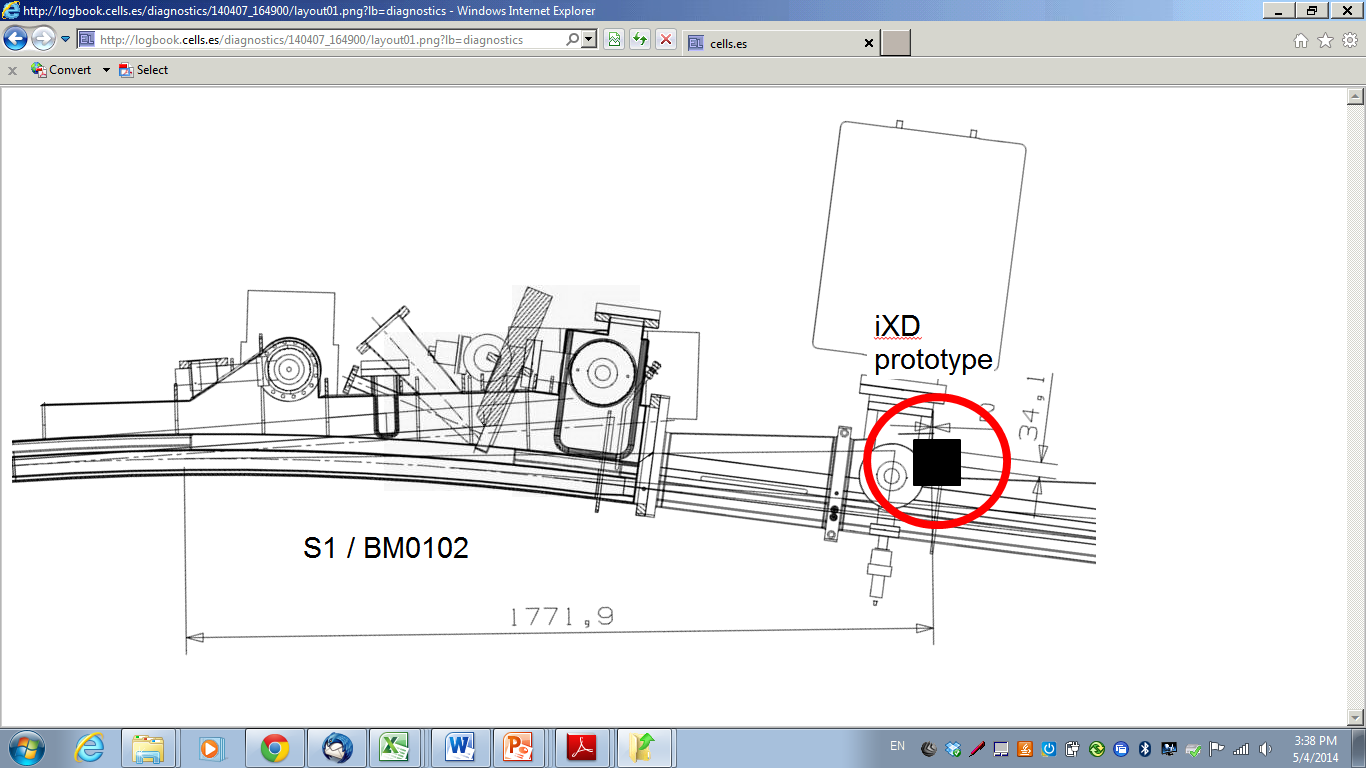 http://logbook.cells.es/diagnostics/140407_164900/layout01.png?lb=diagnostics - Windows Internet Explorer
http://logbook.cells.es/diagnostics/140407_164900/layout01.png?lb=diagnostics
cells.es
Convert
Select
iXD
prototype
34,1
S1 / BM0102
1771,9
EN
3:38 PM
5/4/2014